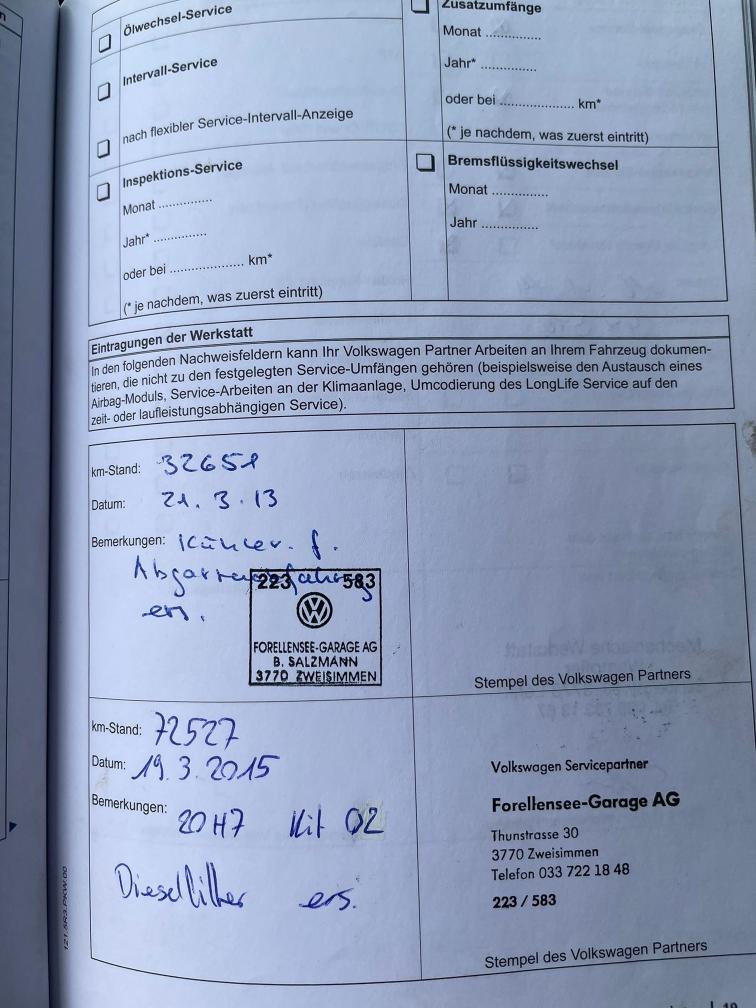 Ölwechsel-Service
Intervall-Service
nach flexibler Service-Intervall-Anzeige
Inspektions-Service
Monat ..............
Jahr* ..............
oder bei .................... km*
(* je nachdem, was zuerst eintritt)
Zusatzumfänge
Monat ..............
Jahr* ..............
oder bei .................... km*
(* je nachdem, was zuerst eintritt)
Bremsflüssigkeitswechsel
Monat ..............
Jahr ..............
Eintragungen der Werkstatt
In den folgenden Nachweisfeldern kann Ihr Volkswagen Partner Arbeiten an Ihrem Fahrzeug dokumen-
tieren, die nicht zu den festgelegten Service-Umfängen gehören (beispielsweise den Austausch eines
Airbag-Moduls, Service-Arbeiten an der Klimaanlage, Umcodierung des LongLife Service auf den
zeit- oder laufleistungsabhängigen Service).
km-Stand: 32651
Datum: 21. 3. 13
Bemerkungen: Kühler. f.
ers.
223 583
FORELLENSEE-GARAGE AG
B. SALZMANN
3770 ZWEISIMMEN
Stempel des Volkswagen Partners
km-Stand: 72527
Datum: 19.3.2015
Bemerkungen: 20H7 Kit 02
Dieselfilter ers.
Volkswagen Servicepartner
Forellensee-Garage AG
Thunstrasse 30
3770 Zweisimmen
Telefon 033 722 18 48
223 / 583
Stempel des Volkswagen Partners
121.5R3.PKW.00